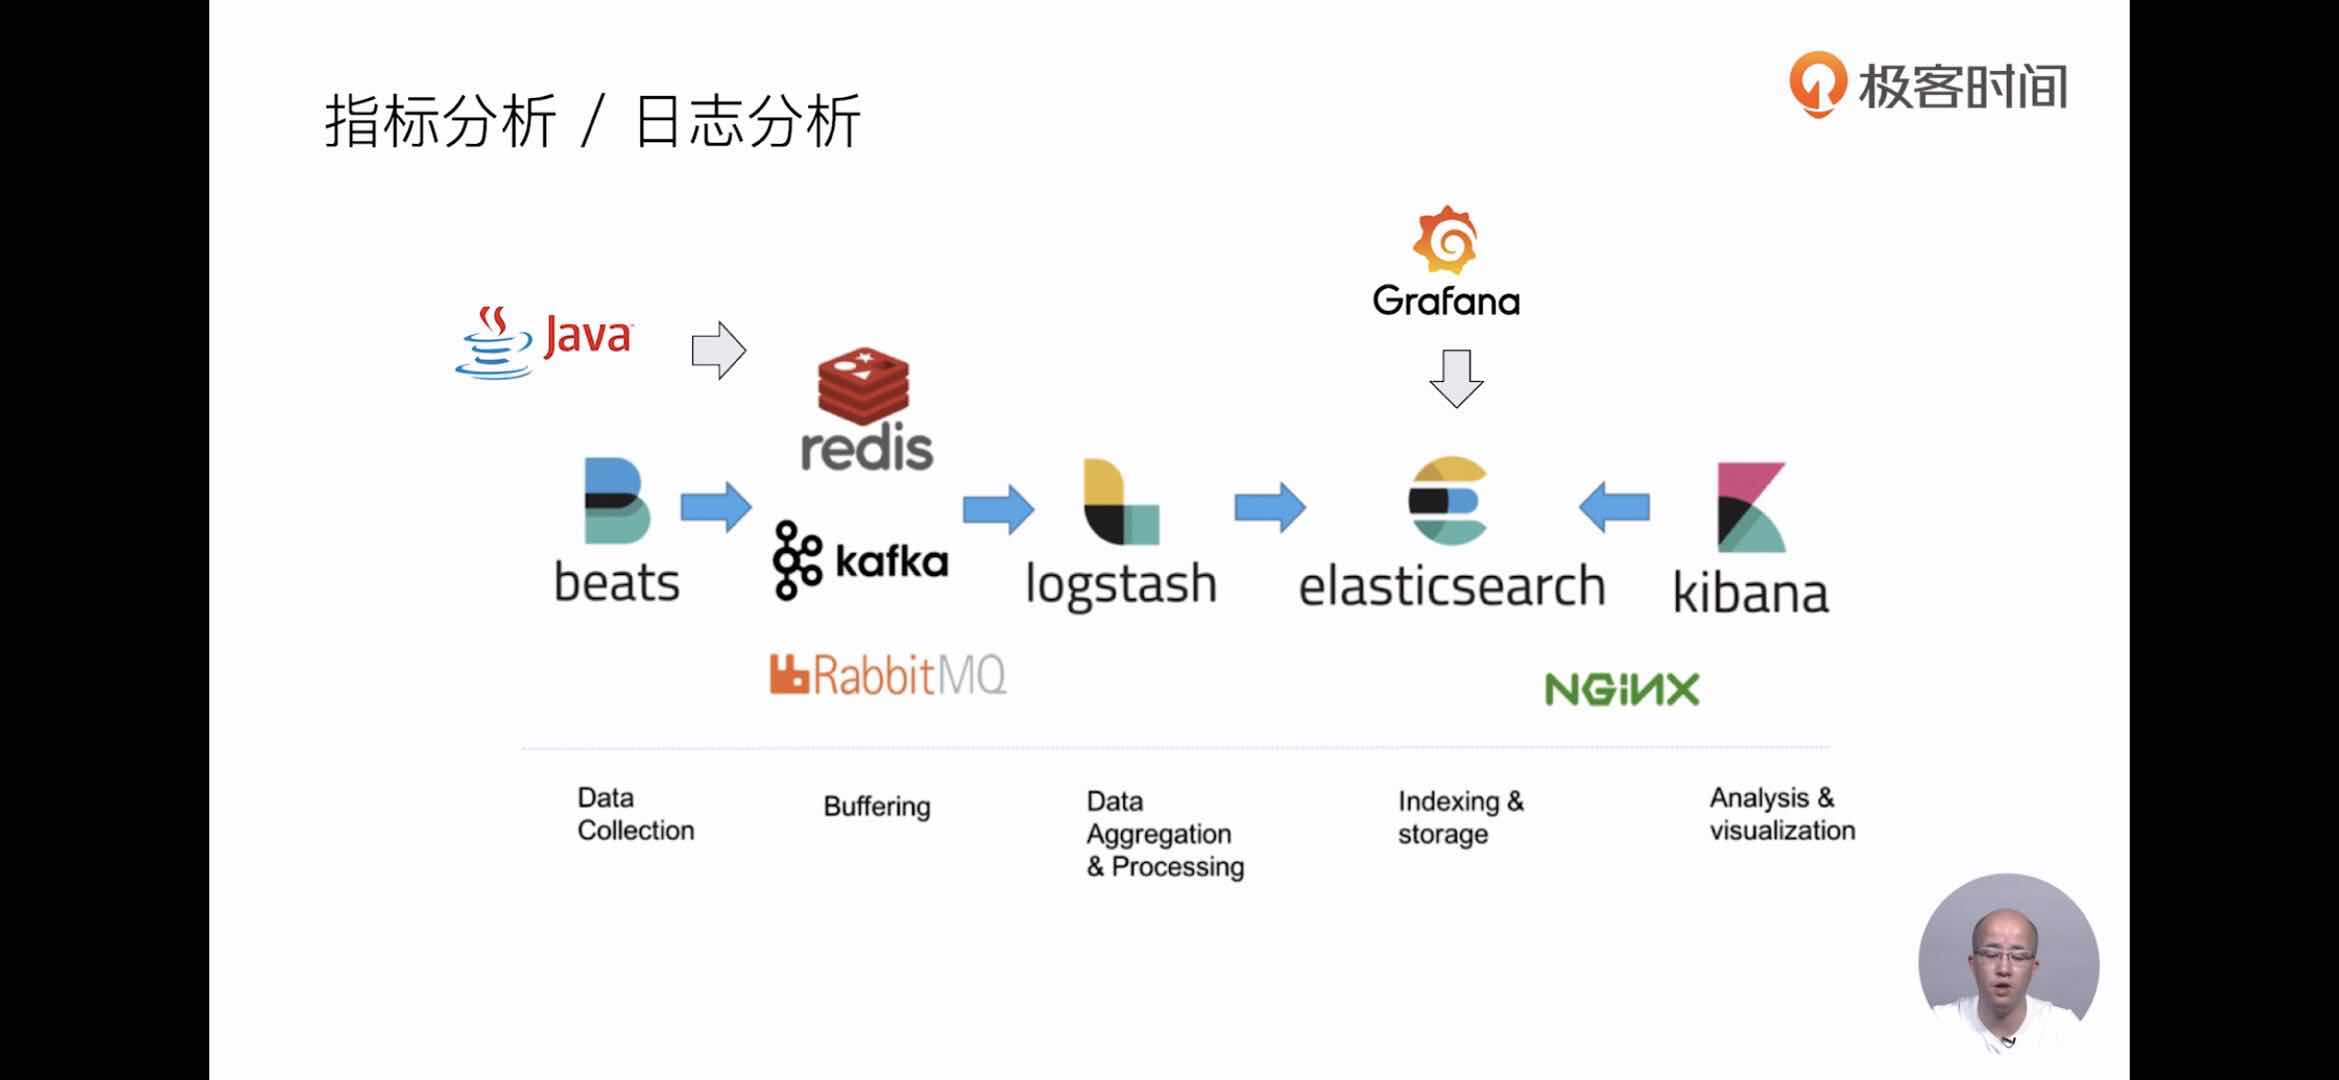 指标分析 / 日志分析
极客时间
Grafana
Java
redis
beats
kafka
logstash
elasticsearch
kibana
RabbitMQ
NGiNX
Data
Collection
Buffering
Data
Aggregation
& Processing
Indexing &
storage
Analysis &
visualization